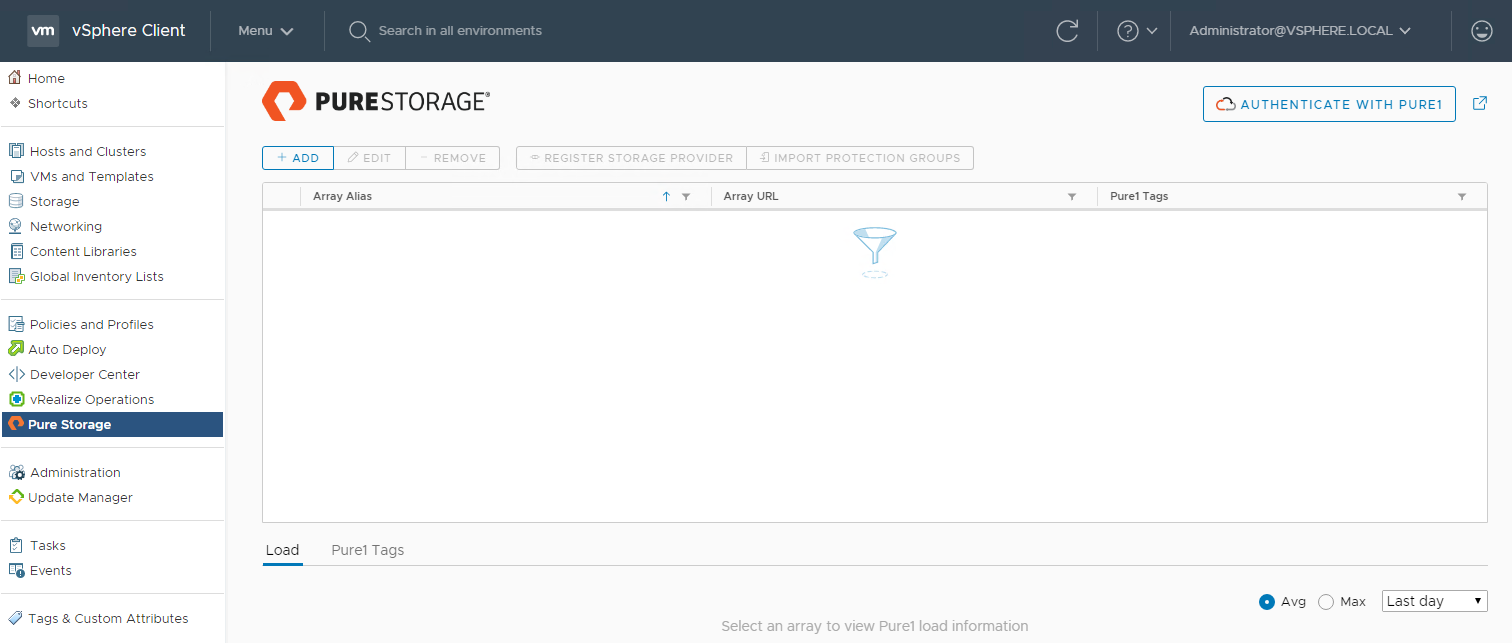 vm vSphere Client Menu Search in all environments Administrator@VSPHERE.LOCAL
Home
Shortcuts
Hosts and Clusters
VMs and Templates
Storage
Networking
Content Libraries
Global Inventory Lists
Policies and Profiles
Auto Deploy
Developer Center
vRealize Operations
Pure Storage
Administration
Update Manager
Tasks
Events
Tags & Custom Attributes
PURESTORAGE®
AUTHENTICATE WITH PURE1
+ ADD EDIT − REMOVE REGISTER STORAGE PROVIDER IMPORT PROTECTION GROUPS
Array Alias Array URL Pure1 Tags
Load Pure1 Tags
Avg Max Last day
Select an array to view Pure1 load information